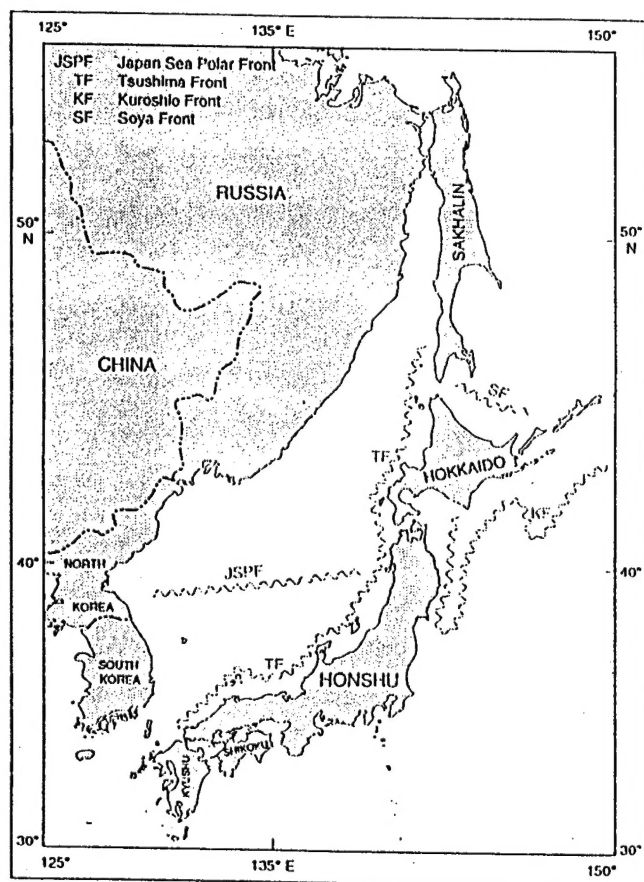 125°
135° E
150°
JSPF Japan Sea Polar Front
TF Tsushima Front
KF Kuroshio Front
SF Soya Front
RUSSIA
SAKHALIN
50°
N
50°
N
CHINA
SF
TF
HOKKAIDO
KF
40°
NORTH
KOREA
JSPF
40°
SOUTH
KOREA
TF
HONSHU
SHIKOKU
KYUSHU
30°
30°
125°
135° E
150°